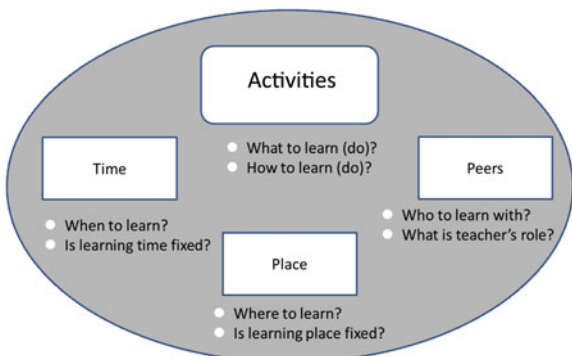 Activities
What to learn (do)?
How to learn (do)?
Time
When to learn?
Is learning time fixed?
Peers
Who to learn with?
What is teacher's role?
Place
Where to learn?
Is learning place fixed?